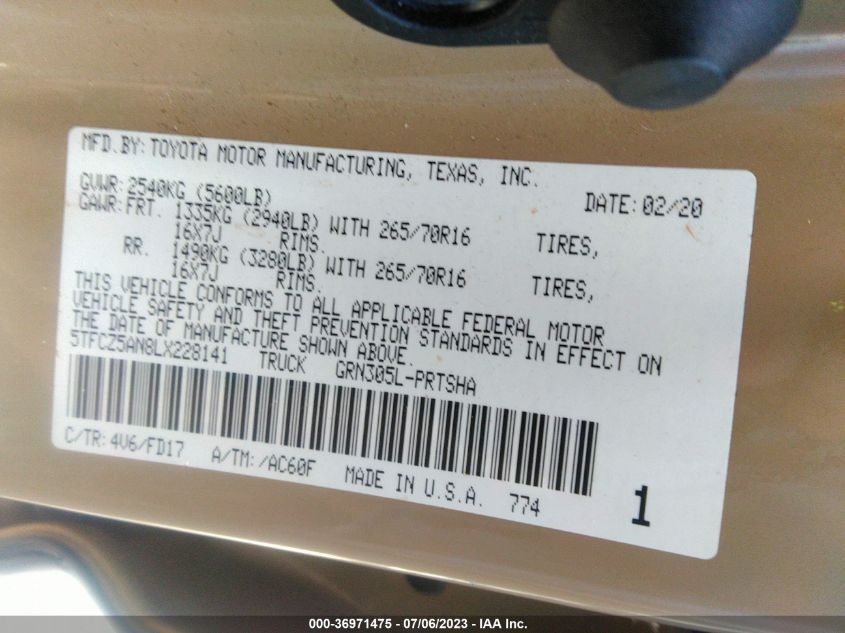 MFD.BY:TOYOTA MOTOR MANUFACTURING, TEXAS, INC.
GVWR:2540KG (5600LB) DATE:02/20
GAWR:FRT. 1335KG (2940LB) WITH 265/70R16 TIRES,
16X7J RIMS.
RR. 1490KG (3280LB) WITH 265/70R16 TIRES,
16X7J RIMS.
THIS VEHICLE CONFORMS TO ALL APPLICABLE FEDERAL MOTOR
VEHICLE SAFETY AND THEFT PREVENTION STANDARDS IN EFFECT ON
THE DATE OF MANUFACTURE SHOWN ABOVE.
5TFCZ5AN8LX228141 TRUCK GRN305L-PRTSHA
C/TR:4V6/FD17 A/TM:/AC60F MADE IN U.S.A. 774 1
000-36971475 - 07/06/2023 - IAA Inc.